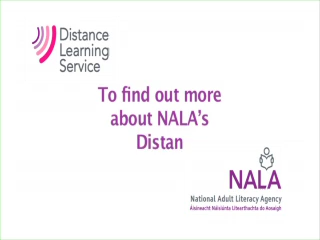 Distance
Learning
Service
To find out more
about NALA's
Distan
NALA
National Adult Literacy Agency
Áisíneacht Náisiúnta Litearthachta do Aosaigh